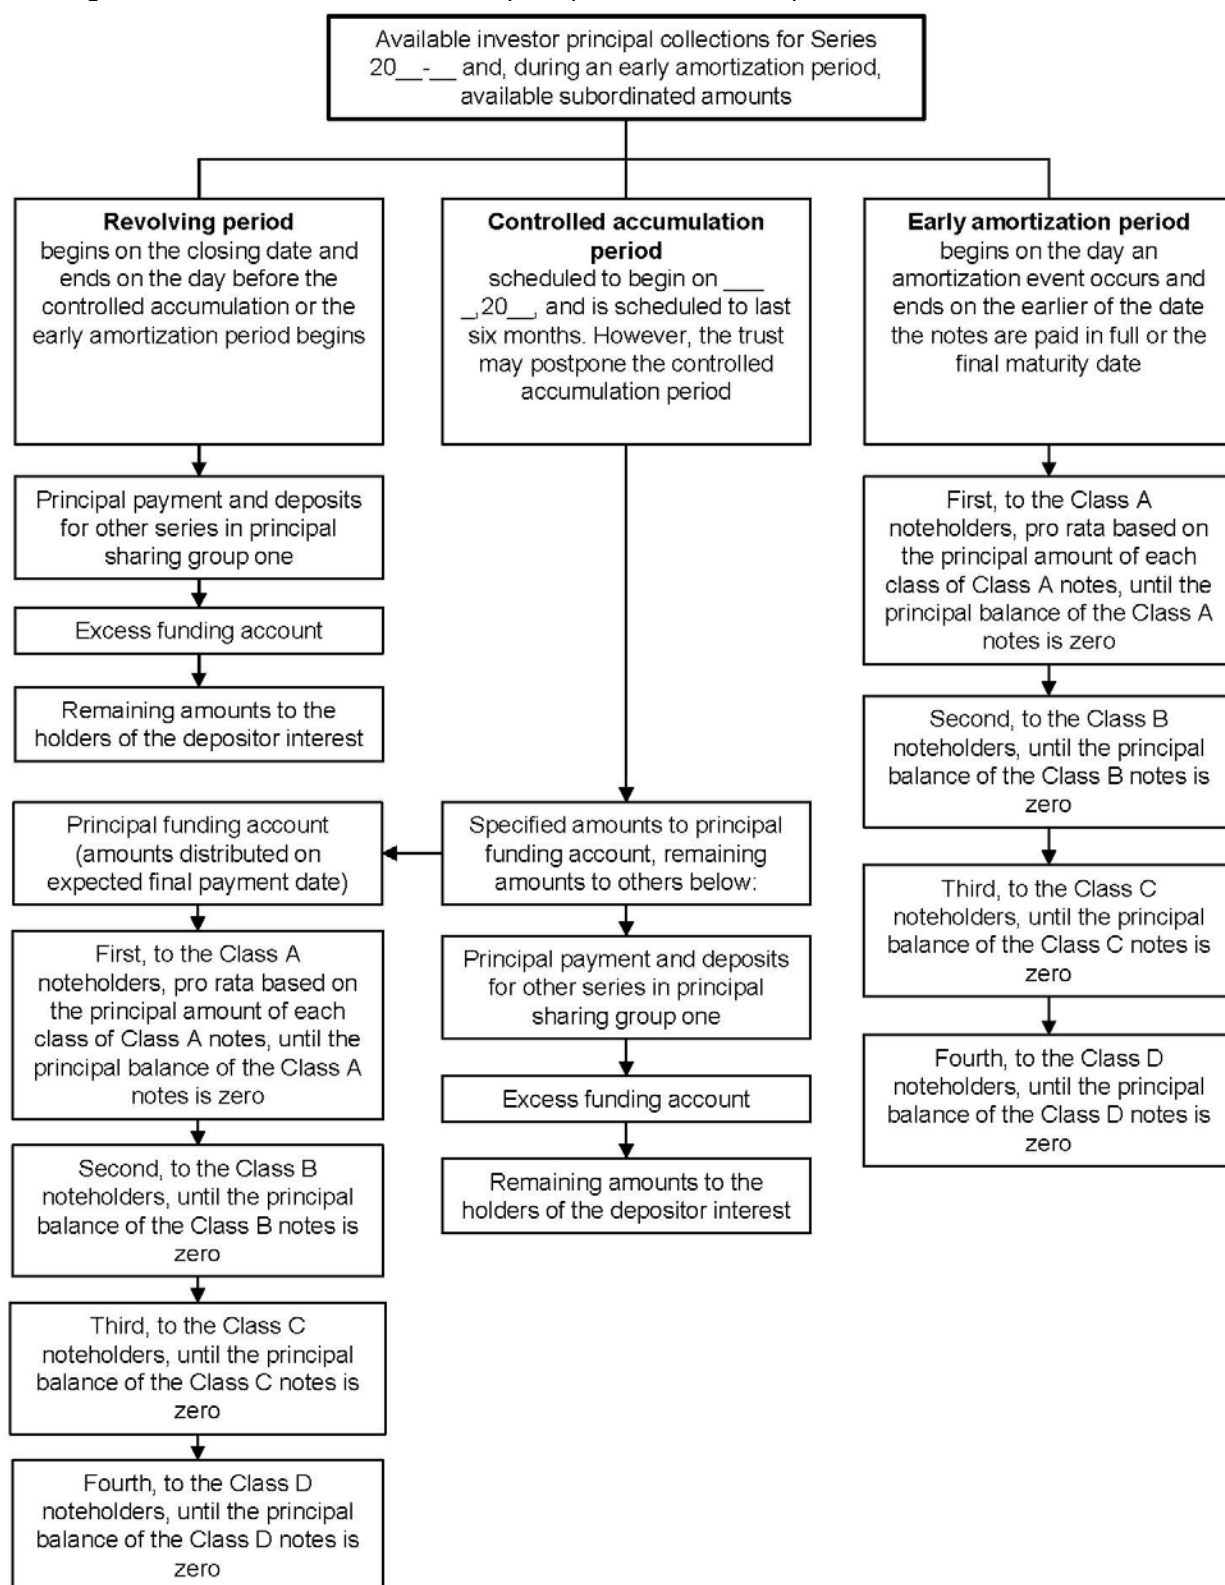 Available investor principal collections for Series
20__-__ and, during an early amortization period,
available subordinated amounts
Revolving period
begins on the closing date and
ends on the day before the
controlled accumulation or the
early amortization period begins
Controlled accumulation
period
scheduled to begin on ___
_,20__, and is scheduled to last
six months. However, the trust
may postpone the controlled
accumulation period
Early amortization period
begins on the day an
amortization event occurs and
ends on the earlier of the date
the notes are paid in full or the
final maturity date
Principal payment and deposits
for other series in principal
sharing group one
Excess funding account
Remaining amounts to the
holders of the depositor interest
First, to the Class A
noteholders, pro rata based on
the principal amount of each
class of Class A notes, until the
principal balance of the Class A
notes is zero
Second, to the Class B
noteholders, until the principal
balance of the Class B notes is
zero
Third, to the Class C
noteholders, until the principal
balance of the Class C notes is
zero
Fourth, to the Class D
noteholders, until the principal
balance of the Class D notes is
zero
Principal funding account
(amounts distributed on
expected final payment date)
Specified amounts to principal
funding account, remaining
amounts to others below:
First, to the Class A
noteholders, pro rata based on
the principal amount of each
class of Class A notes, until the
principal balance of the Class A
notes is zero
Second, to the Class B
noteholders, until the principal
balance of the Class B notes is
zero
Third, to the Class C
noteholders, until the principal
balance of the Class C notes is
zero
Fourth, to the Class D
noteholders, until the principal
balance of the Class D notes is
zero
Principal payment and deposits
for other series in principal
sharing group one
Excess funding account
Remaining amounts to the
holders of the depositor interest